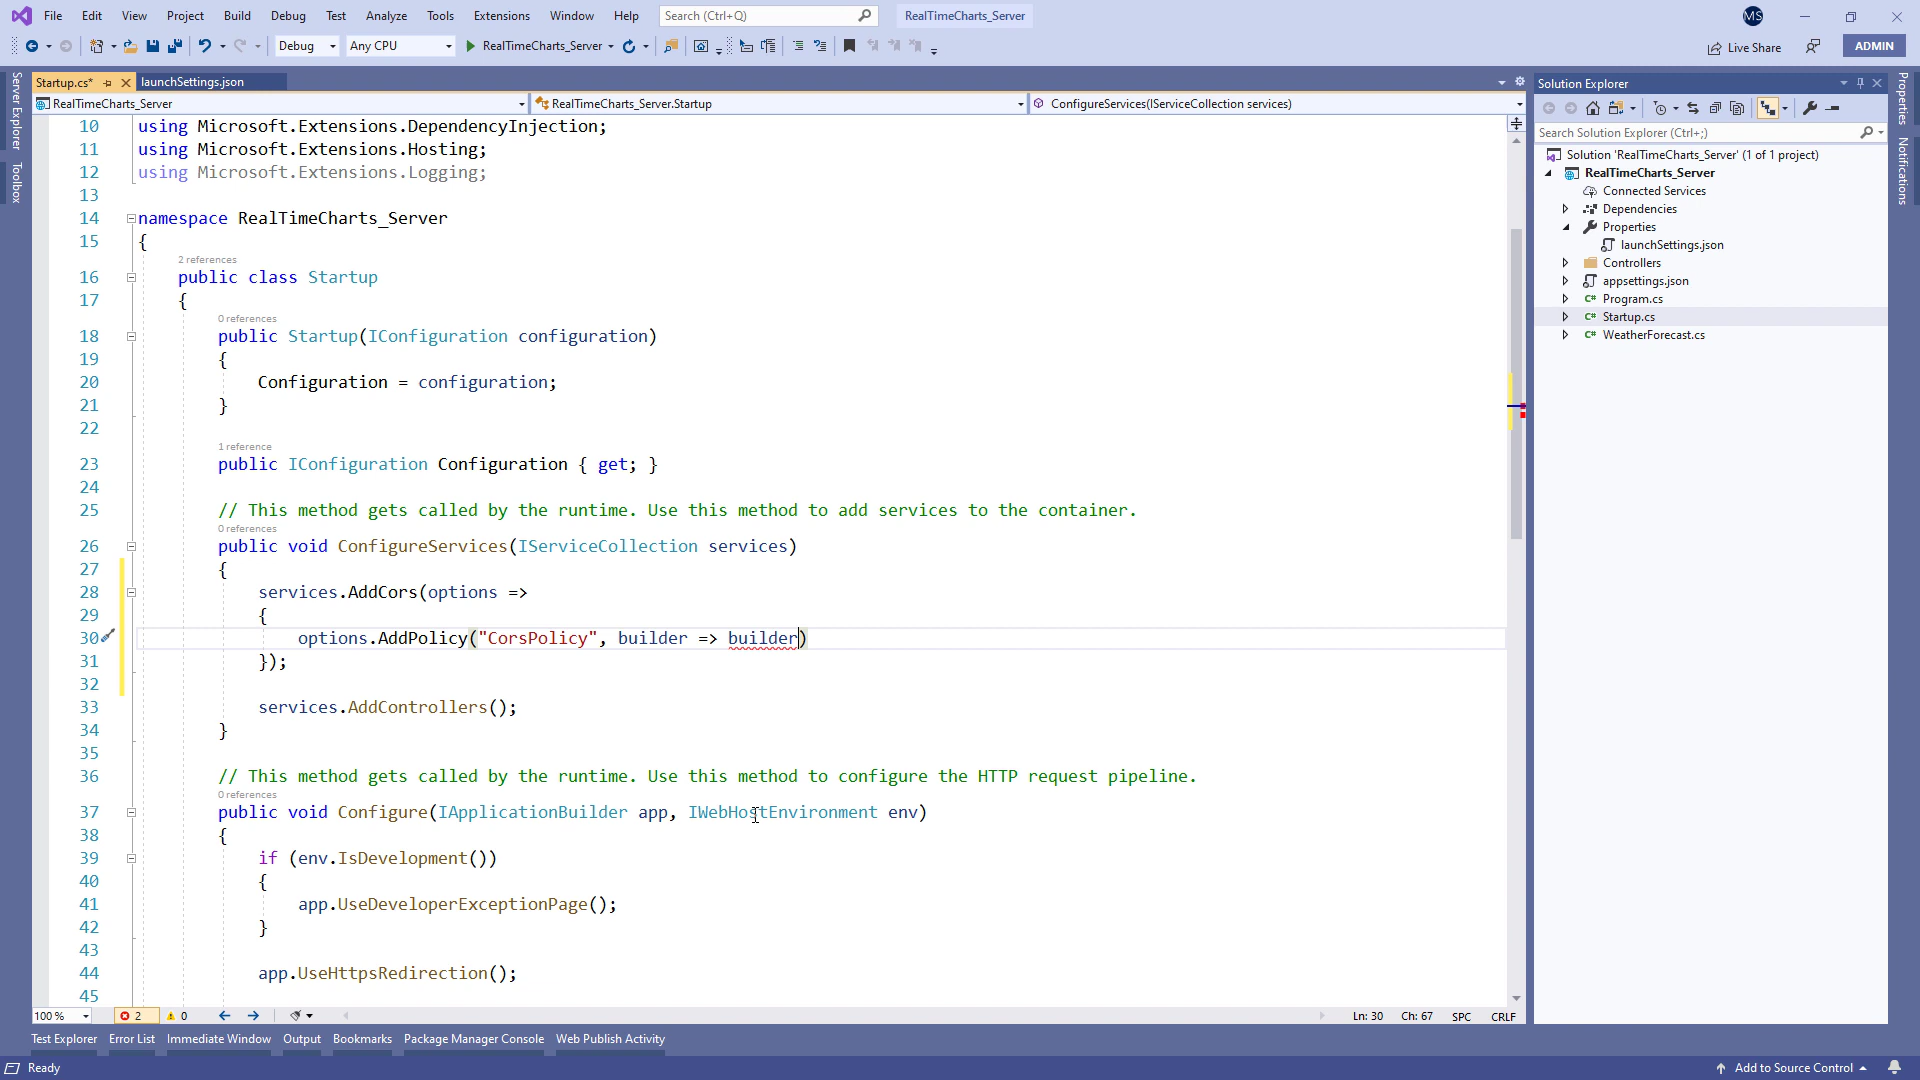 File Edit View Project Build Debug Test Analyze Tools Extensions Window Help Search (Ctrl+Q) RealTimeCharts_Server MS
Debug Any CPU RealTimeCharts_Server Live Share ADMIN
Server Explorer
Toolbox
Startup.cs* launchSettings.json
RealTimeCharts_Server RealTimeCharts_Server.Startup ConfigureServices(IServiceCollection services)
10 using Microsoft.Extensions.DependencyInjection;
11 using Microsoft.Extensions.Hosting;
12 using Microsoft.Extensions.Logging;
13
14 namespace RealTimeCharts_Server
15 {
2 references
16 public class Startup
17 {
0 references
18 public Startup(IConfiguration configuration)
19 {
20 Configuration = configuration;
21 }
22
1 reference
23 public IConfiguration Configuration { get; }
24
25 // This method gets called by the runtime. Use this method to add services to the container.
0 references
26 public void ConfigureServices(IServiceCollection services)
27 {
28 services.AddCors(options =>
29 {
30 options.AddPolicy("CorsPolicy", builder => builder)
31 });
32
33 services.AddControllers();
34 }
35
36 // This method gets called by the runtime. Use this method to configure the HTTP request pipeline.
0 references
37 public void Configure(IApplicationBuilder app, IWebHostEnvironment env)
38 {
39 if (env.IsDevelopment())
40 {
41 app.UseDeveloperExceptionPage();
42 }
43
44 app.UseHttpsRedirection();
45
100 % 2 0 Ln: 30 Ch: 67 SPC CRLF
Solution Explorer
Search Solution Explorer (Ctrl+;)
Solution 'RealTimeCharts_Server' (1 of 1 project)
RealTimeCharts_Server
Connected Services
Dependencies
Properties
launchSettings.json
Controllers
appsettings.json
C# Program.cs
C# Startup.cs
C# WeatherForecast.cs
Properties
Notifications
Test Explorer Error List Immediate Window Output Bookmarks Package Manager Console Web Publish Activity
Ready Add to Source Control